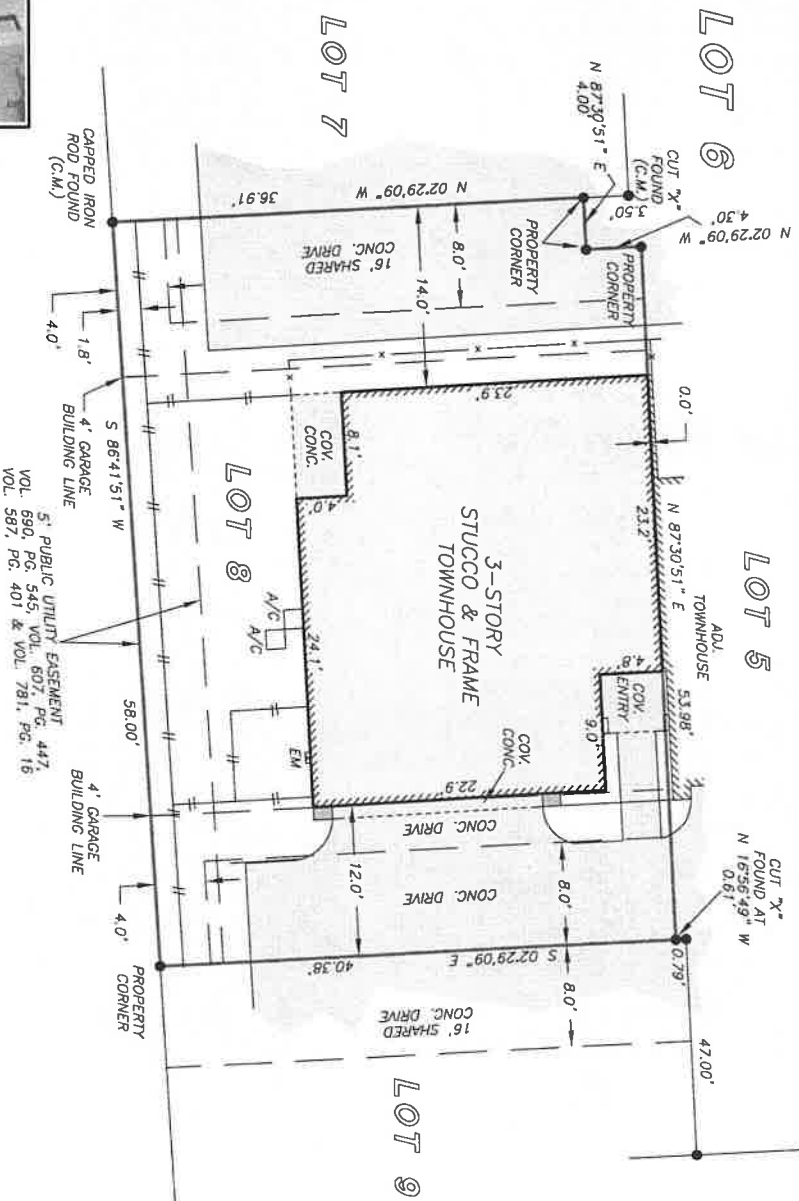 LOT 6
LOT 7
LOT 5
LOT 8
LOT 9
N 87°30'51" E
4.00'
CUT "X"
FOUND
(C.M.)
3.50'
4.30'
N 02°29'09" W
PROPERTY
CORNER
PROPERTY
CORNER
N 02°29'09" W
36.91'
CAPPED IRON
ROD FOUND
(C.M.)
16' SHARED
CONC. DRIVE
8.0'
14.0'
0.0'
23.9'
COV.
CONC.
8.1'
4.0'
3-STORY
STUCCO & FRAME
TOWNHOUSE
23.2'
N 87°30'51" E
53.98'
ADJ.
TOWNHOUSE
4.8'
COV.
ENTRY
9.0'
COV.
CONC.
22.9'
24.1'
A/C
A/C
EM
CONC. DRIVE
CONC. DRIVE
12.0'
8.0'
8.0'
S 02°29'09" E
40.38'
16' SHARED
CONC. DRIVE
CUT "X"
FOUND AT
N 16°56'49" W
0.61'
0.79'
47.00'
PROPERTY
CORNER
4.0'
1.8'
4' GARAGE
BUILDING LINE
S 86°41'51" W
58.00'
5' PUBLIC UTILITY EASEMENT
VOL. 690, PG. 545, VOL. 607, PG. 447,
VOL. 587, PG. 401 & VOL. 781, PG. 16
4' GARAGE
BUILDING LINE
4.0'